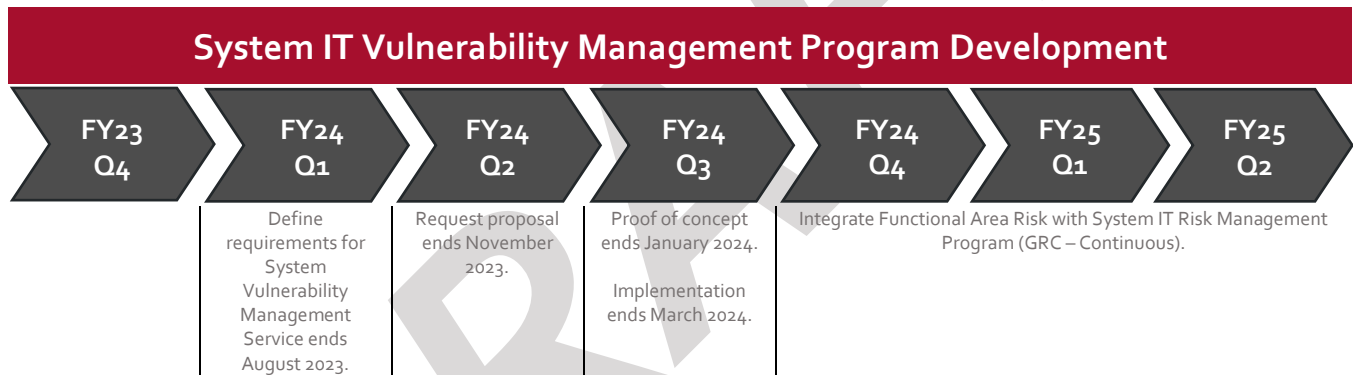 System IT Vulnerability Management Program Development
FY23
Q4
FY24
Q1
FY24
Q2
FY24
Q3
FY24
Q4
FY25
Q1
FY25
Q2
Define
requirements for
System
Vulnerability
Management
Service ends
August 2023.
Request proposal
ends November
2023.
Proof of concept
ends January 2024.
Implementation
ends March 2024.
Integrate Functional Area Risk with System IT Risk Management
Program (GRC – Continuous).